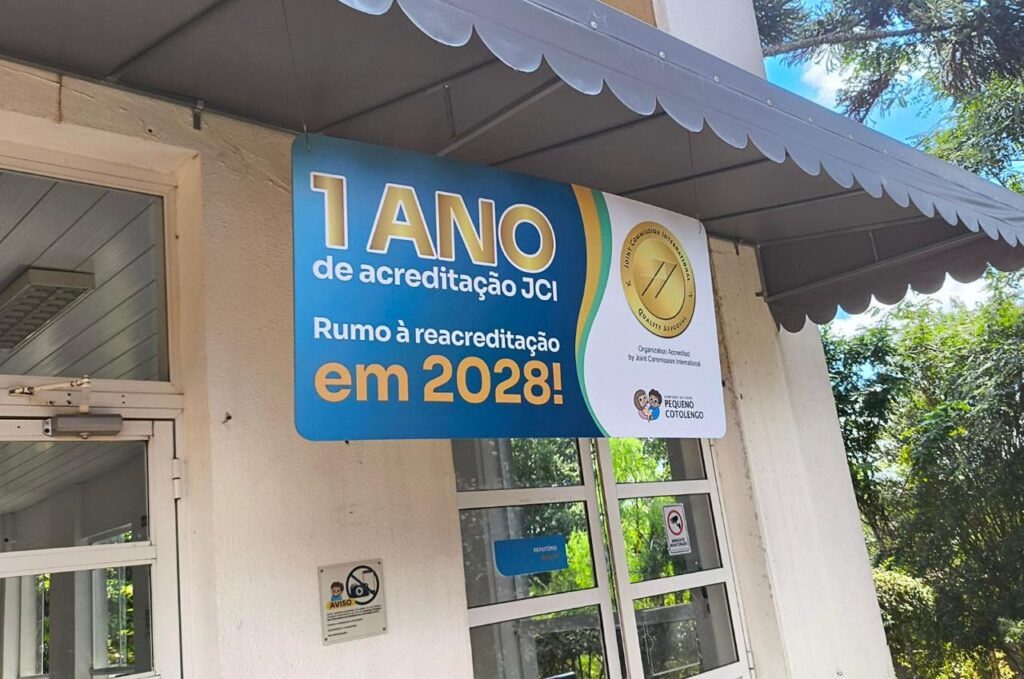 1 ANO
de acreditação JCI
Rumo à reacreditação
em 2028!
JOINT COMMISSION INTERNATIONAL
QUALITY APPROVAL
Organization Accredited
by Joint Commission International
PEQUENO
COTOLENGO
REFEITÓRIO
AVISO